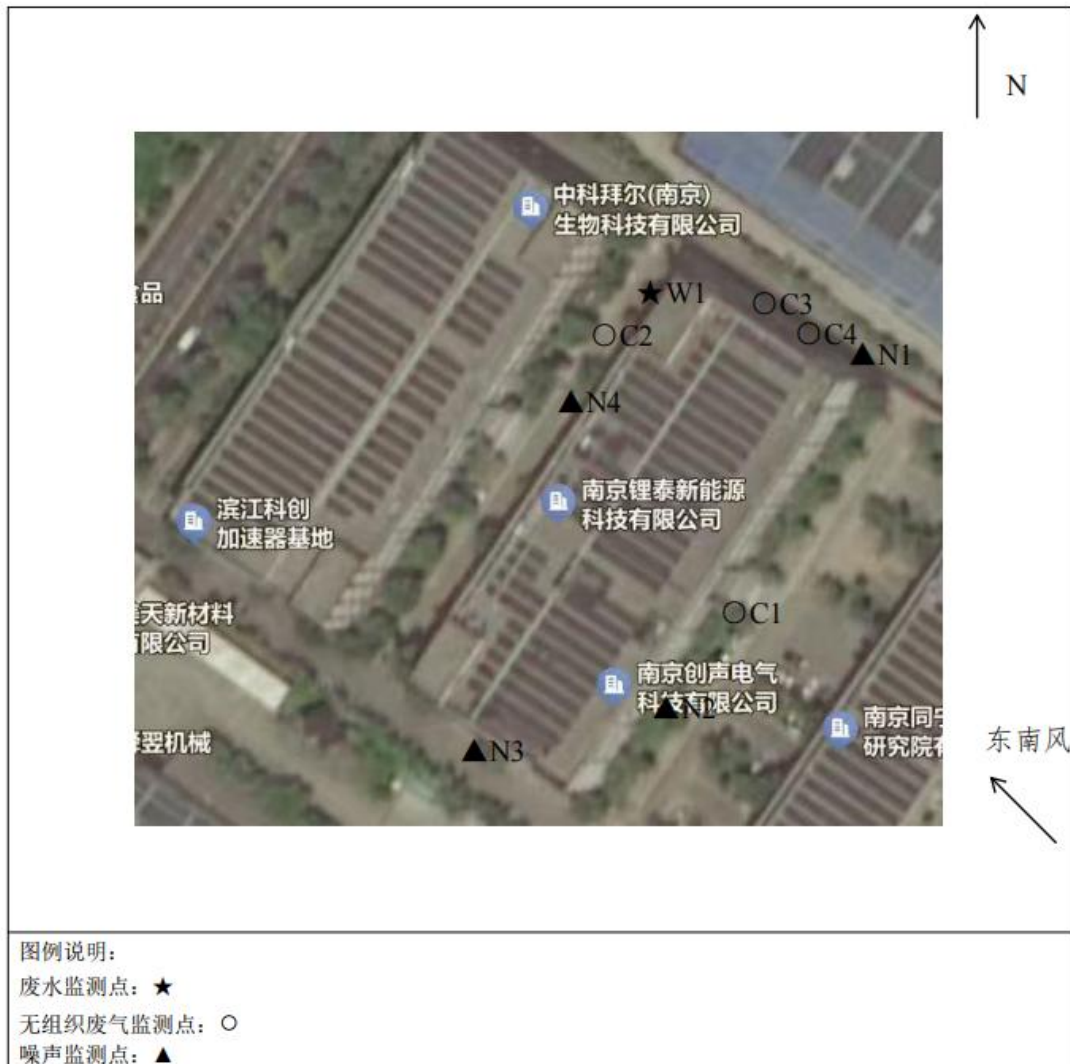 N
中科拜尔(南京)
生物科技有限公司
食品
★W1
○C3
○C2
○C4
▲N1
▲N4
南京锂泰新能源
科技有限公司
滨江科创
加速器基地
天新材料
有限公司
○C1
南京创声电气
科技有限公司
▲N2
南京同宁
研究院有
翌机械
▲N3
东南风
图例说明：
废水监测点：★
无组织废气监测点：○
噪声监测点：▲